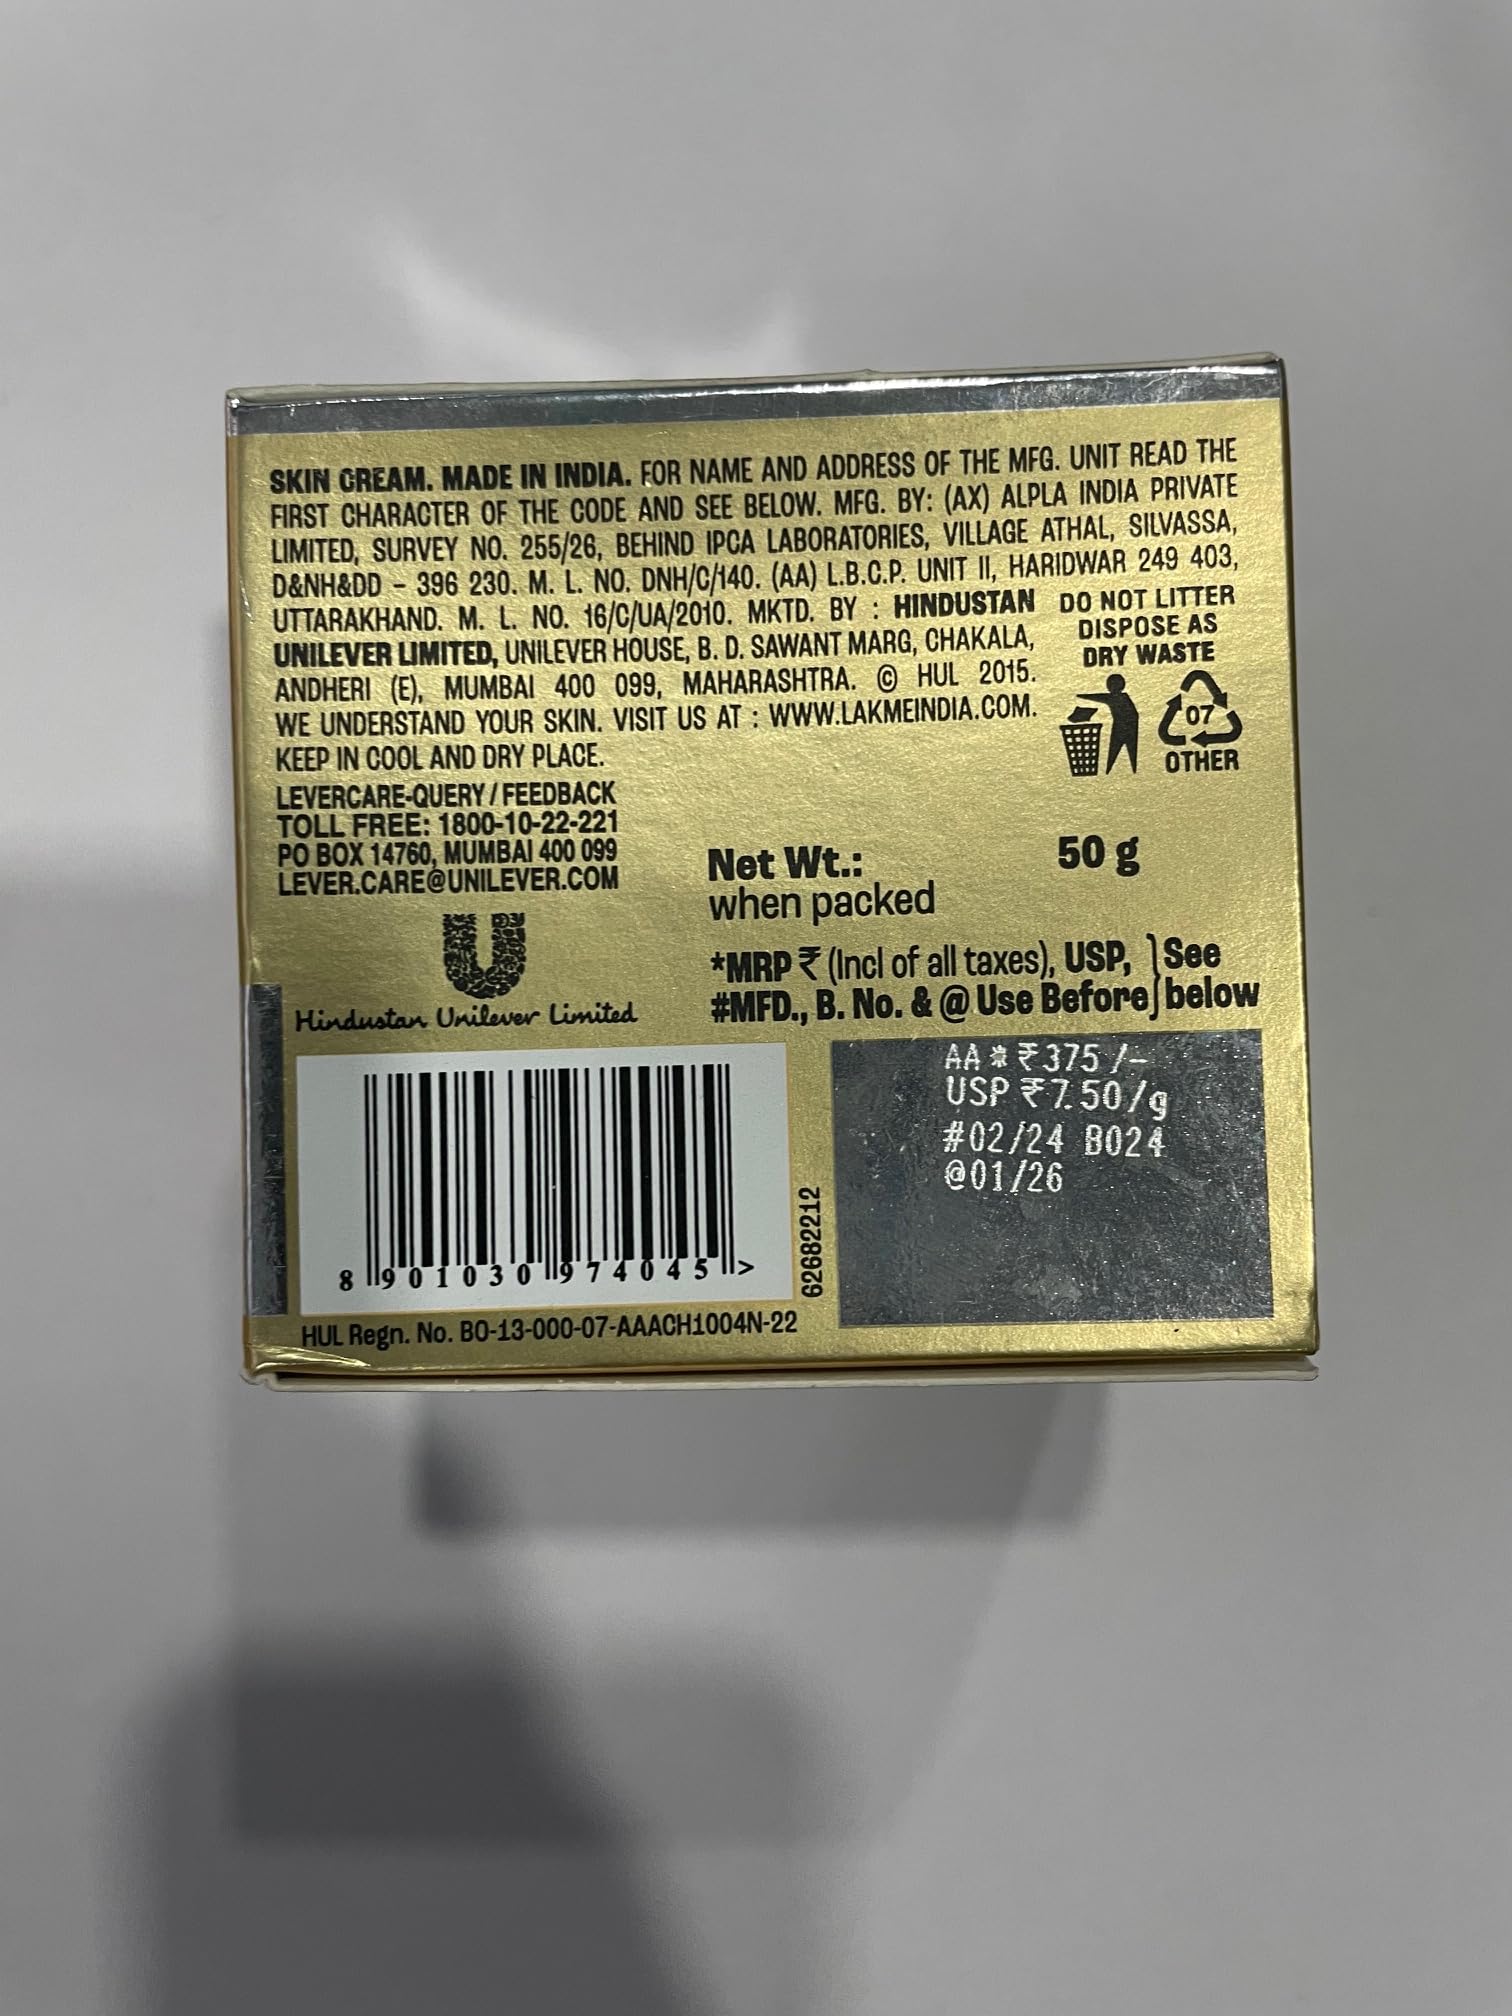 SKIN CREAM. MADE IN INDIA. FOR NAME AND ADDRESS OF THE MFG. UNIT READ THE
FIRST CHARACTER OF THE CODE AND SEE BELOW. MFG. BY: (AX) ALPLA INDIA PRIVATE
LIMITED, SURVEY NO. 255/26, BEHIND IPCA LABORATORIES, VILLAGE ATHAL, SILVASSA,
D&NH&DD – 396 230. M. L. NO. DNH/C/140. (AA) L.B.C.P. UNIT II, HARIDWAR 249 403,
UTTARAKHAND. M. L. NO. 16/C/UA/2010. MKTD. BY : HINDUSTAN
UNILEVER LIMITED, UNILEVER HOUSE, B. D. SAWANT MARG, CHAKALA,
ANDHERI (E), MUMBAI 400 099, MAHARASHTRA. © HUL 2015.
WE UNDERSTAND YOUR SKIN. VISIT US AT : WWW.LAKMEINDIA.COM.
KEEP IN COOL AND DRY PLACE.
DO NOT LITTER
DISPOSE AS
DRY WASTE
07
OTHER
LEVERCARE-QUERY / FEEDBACK
TOLL FREE: 1800-10-22-221
PO BOX 14760, MUMBAI 400 099
LEVER.CARE@UNILEVER.COM
Hindustan Unilever Limited
Net Wt.: 50 g
when packed
*MRP ₹ (Incl of all taxes), USP, } See
#MFD., B. No. & @ Use Before below
AA * ₹375 /-
USP ₹7.50/g
#02/24 B024
@01/26
8 901030 974045 >
62682212
HUL Regn. No. BO-13-000-07-AAACH1004N-22